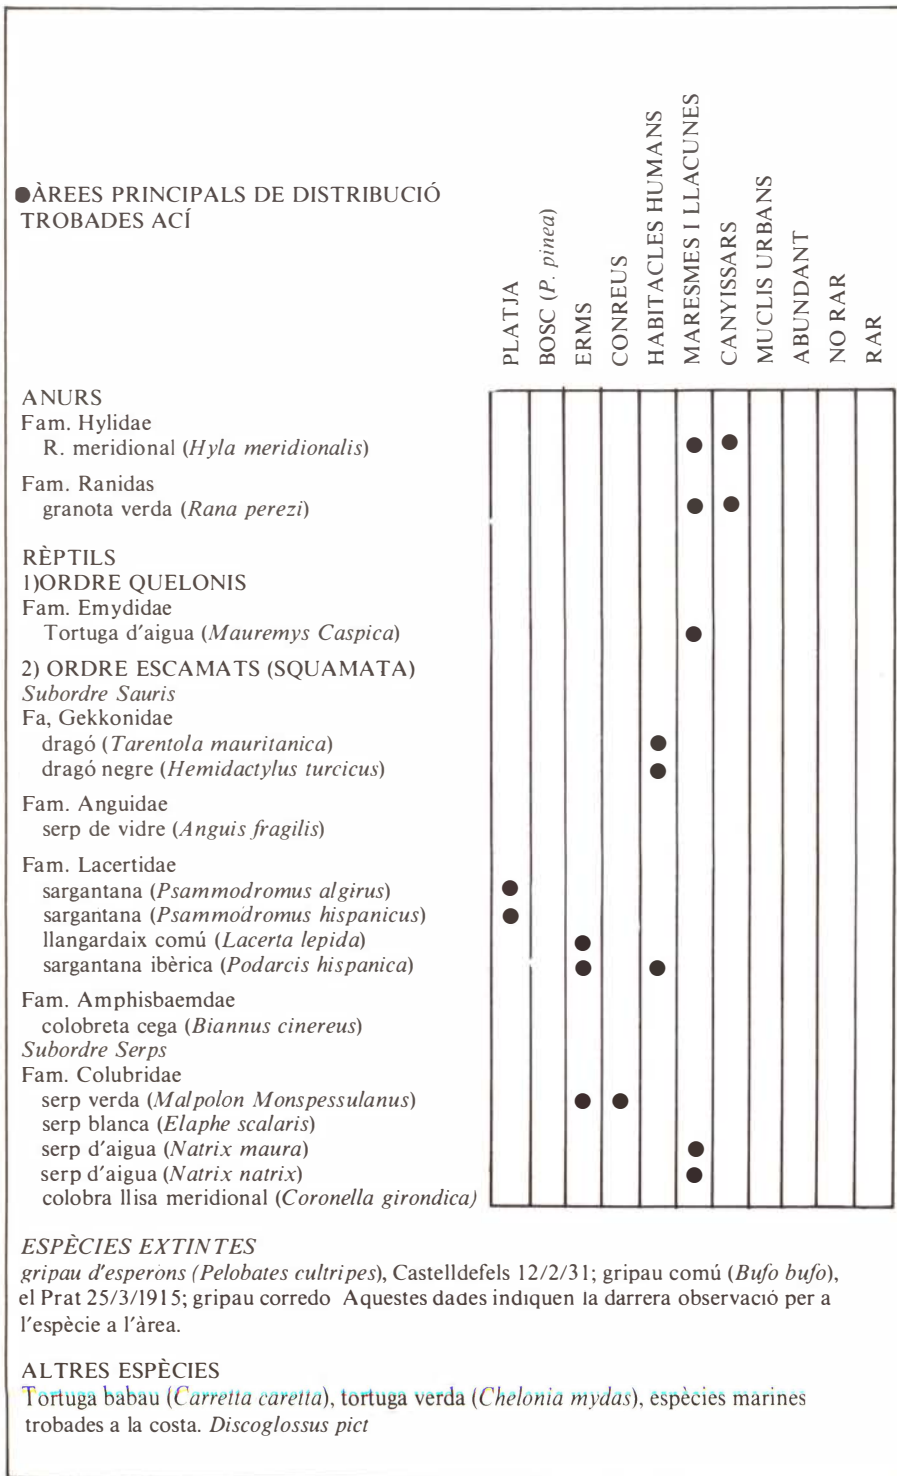 ●ÀREES PRINCIPALS DE DISTRIBUCIÓ
TROBADES ACÍ
PLATJA
BOSC (P. pinea)
ERMS
CONREUS
HABITACLES HUMANS
MARESMES I LLACUNES
CANYISSARS
MUCLIS URBANS
ABUNDANT
NO RAR
RAR
ANURS
Fam. Hylidae
R. meridional (Hyla meridionalis) ● ●
Fam. Ranidas
granota verda (Rana perezi) ● ●
RÈPTILS
1)ORDRE QUELONIS
Fam. Emydidae
Tortuga d'aigua (Mauremys Caspica) ●
2) ORDRE ESCAMATS (SQUAMATA)
Subordre Sauris
Fa, Gekkonidae
dragó (Tarentola mauritanica) ●
dragó negre (Hemidactylus turcicus) ●
Fam. Anguidae
serp de vidre (Anguis fragilis)
Fam. Lacertidae
sargantana (Psammodromus algirus) ●
sargantana (Psammodromus hispanicus) ●
llangardaix comú (Lacerta lepida) ●
sargantana ibèrica (Podarcis hispanica) ● ●
Fam. Amphisbaemdae
colobreta cega (Biannus cinereus)
Subordre Serps
Fam. Colubridae
serp verda (Malpolon Monspessulanus) ● ●
serp blanca (Elaphe scalaris)
serp d'aigua (Natrix maura) ●
serp d'aigua (Natrix natrix) ●
colobra llisa meridional (Coronella girondica)
ESPÈCIES EXTINTES
gripau d'esperons (Pelobates cultripes), Castelldefels 12/2/31; gripau comú (Bufo bufo),
el Prat 25/3/1915; gripau corredo Aquestes dades indiquen la darrera observació per a
l'espècie a l'àrea.
ALTRES ESPÈCIES
Tortuga babau (Carretta caretta), tortuga verda (Chelonia mydas), espècies marines
trobades a la costa. Discoglossus pict